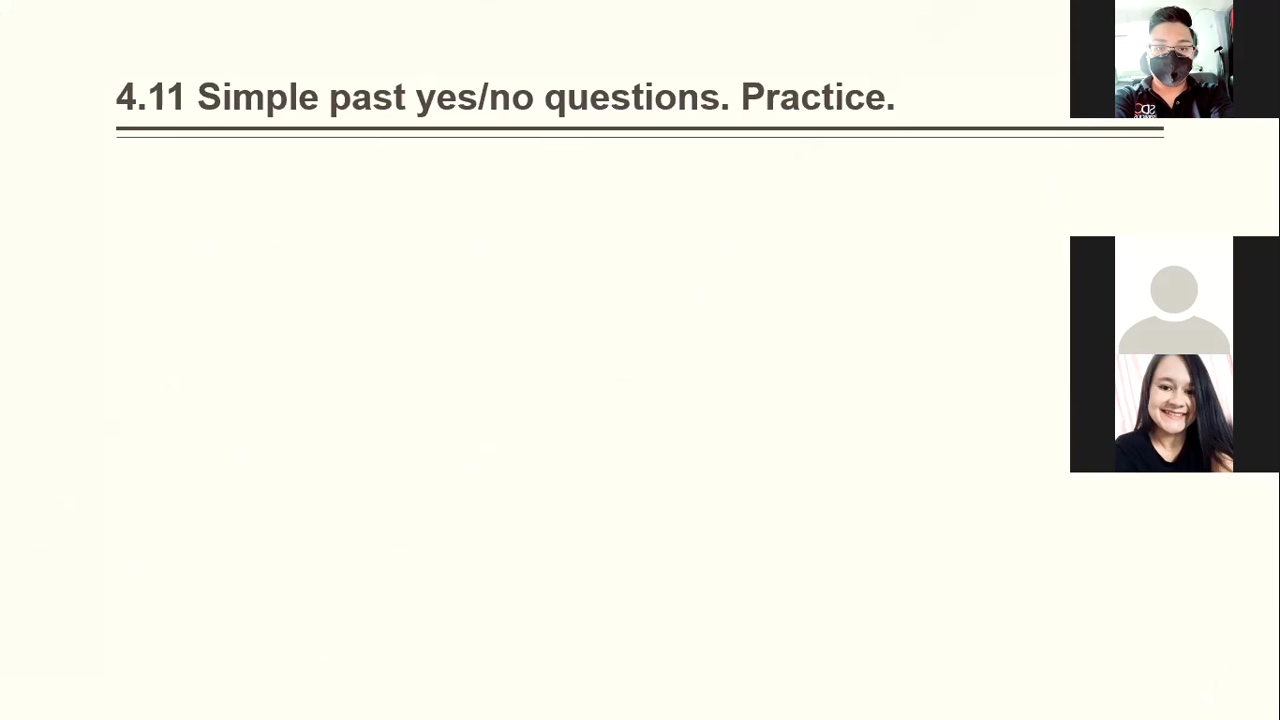 4.11 Simple past yes/no questions. Practice.